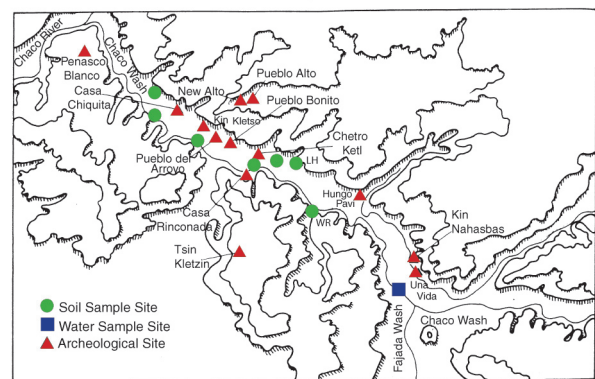 Chaco River
Chaco Wash
Penasco
Blanco
Casa
Chiquita
New Alto
Pueblo Alto
Pueblo Bonito
Kin Kletso
Chetro
Ketl
LH
Pueblo del
Arroyo
Hungo
Pavi
Casa
Rinconada
WR
Kin
Nahasbas
Tsin
Kletzin
Una
Vida
Fajada Wash
Chaco Wash
Soil Sample Site
Water Sample Site
Archeological Site